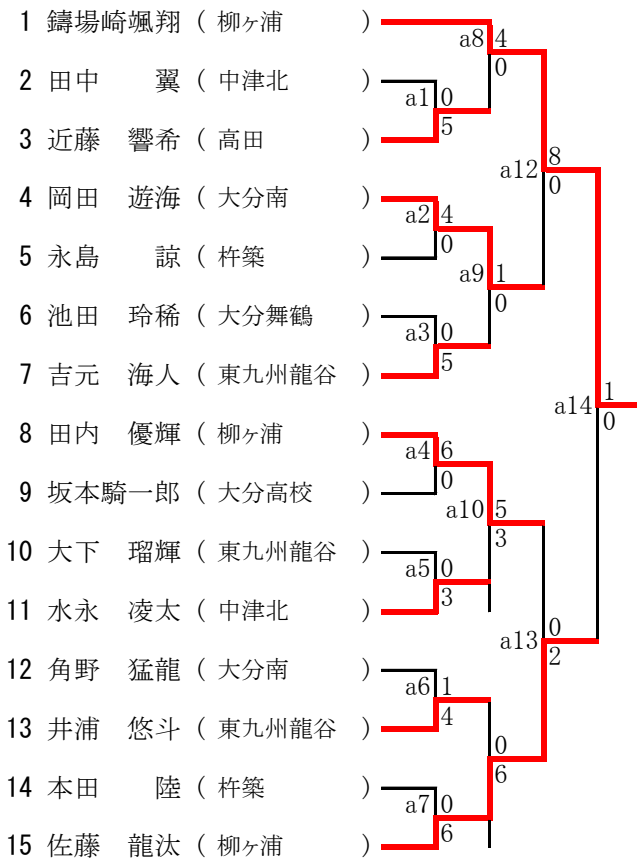 1 鑄場崎颯翔 ( 柳ヶ浦 )
a8 4
0
2 田中 翼 ( 中津北 )
a1 0
5
3 近藤 響希 ( 高田 )
a12 8
0
4 岡田 遊海 ( 大分南 )
a2 4
0
5 永島 諒 ( 杵築 )
a9 1
0
6 池田 玲稀 ( 大分舞鶴 )
a3 0
5
7 吉元 海人 ( 東九州龍谷 )
a14 1
0
8 田内 優輝 ( 柳ヶ浦 )
a4 6
0
9 坂本騎一郎 ( 大分高校 )
a10 5
3
10 大下 瑠輝 ( 東九州龍谷 )
a5 0
3
11 水永 凌太 ( 中津北 )
a13 0
2
12 角野 猛龍 ( 大分南 )
a6 1
4
13 井浦 悠斗 ( 東九州龍谷 )
0
6
14 本田 陸 ( 杵築 )
a7 0
6
15 佐藤 龍汰 ( 柳ヶ浦 )